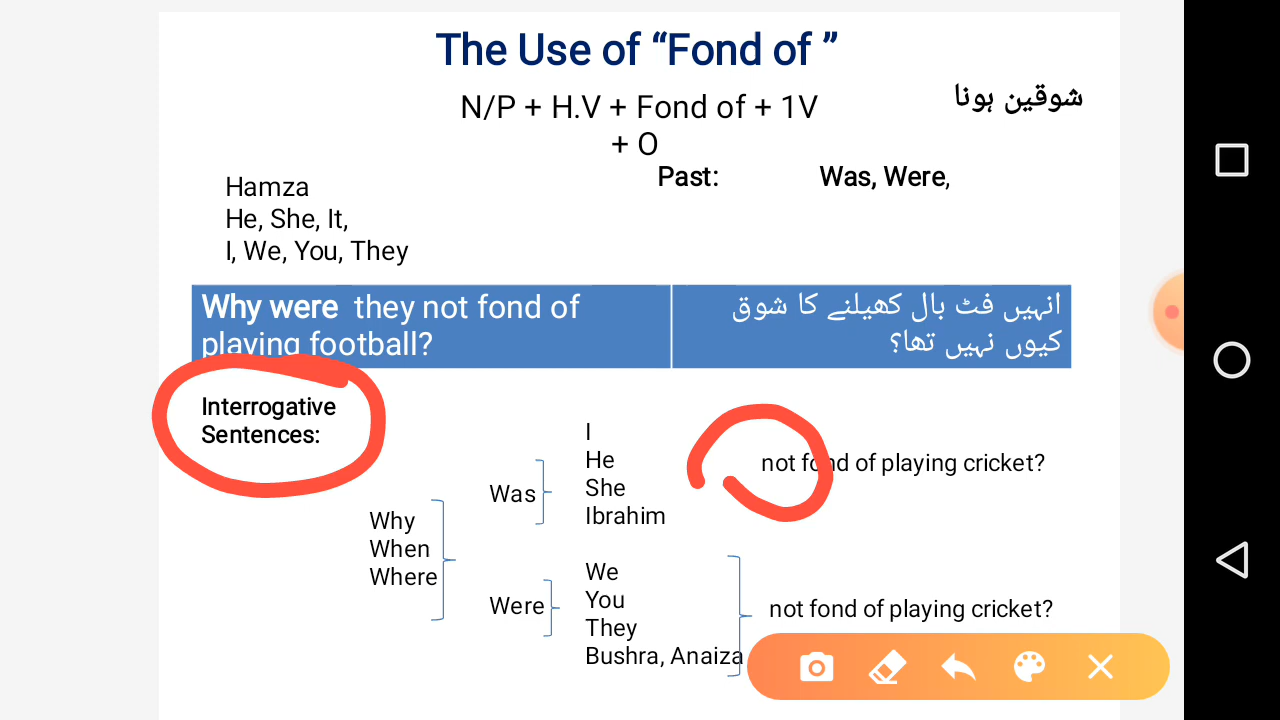 The Use of “Fond of ”
N/P + H.V + Fond of + 1V
+ O
شوقین ہونا
Past: Was, Were,
Hamza
He, She, It,
I, We, You, They
Why were they not fond of
playing football?
انہیں فٹ بال کھیلنے کا شوق
کیوں نہیں تھا؟
Interrogative
Sentences:
Why
When
Where
Was
I
He
She
Ibrahim
not fond of playing cricket?
Were
We
You
They
Bushra, Anaiza
not fond of playing cricket?